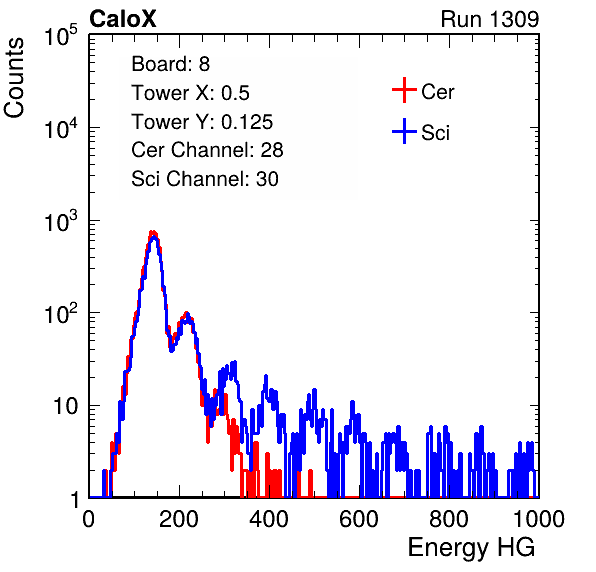 CaloX Run 1309
10^5
Counts
Board: 8
Tower X: 0.5
Tower Y: 0.125
Cer Channel: 28
Sci Channel: 30
Cer
Sci
10^4
10^3
10^2
10
1
0 200 400 600 800 1000
Energy HG